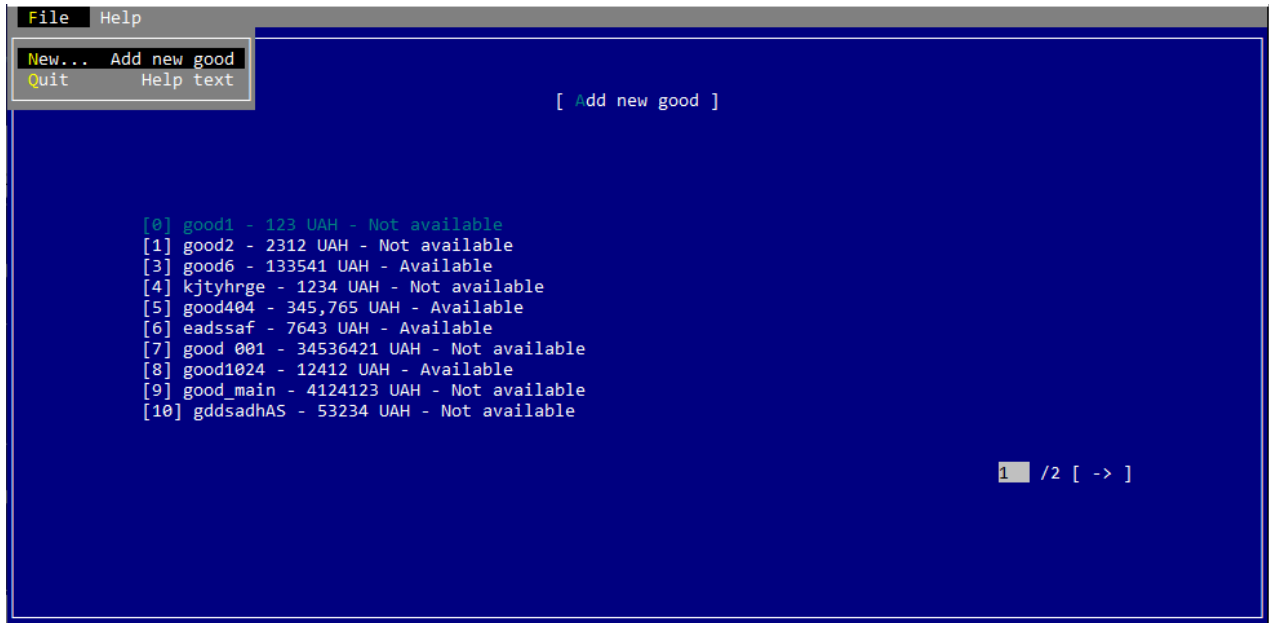 File Help
New... Add new good
Quit Help text
[ Add new good ]
[0] good1 - 123 UAH - Not available
[1] good2 - 2312 UAH - Not available
[3] good6 - 133541 UAH - Available
[4] kjtyhrge - 1234 UAH - Not available
[5] good404 - 345,765 UAH - Available
[6] eadssaf - 7643 UAH - Available
[7] good 001 - 34536421 UAH - Not available
[8] good1024 - 12412 UAH - Available
[9] good_main - 4124123 UAH - Not available
[10] gddsadhAS - 53234 UAH - Not available
1 /2 [ -> ]